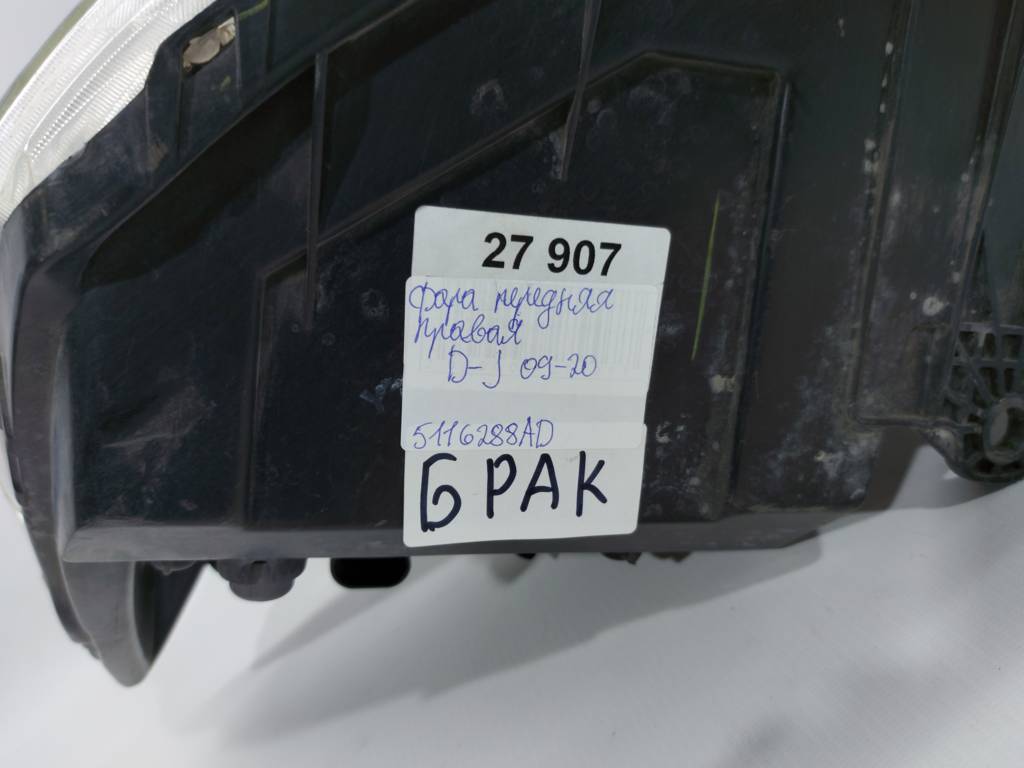 27 907
фара передняя
правая
D-J 09-20
5116288AD
БРАК